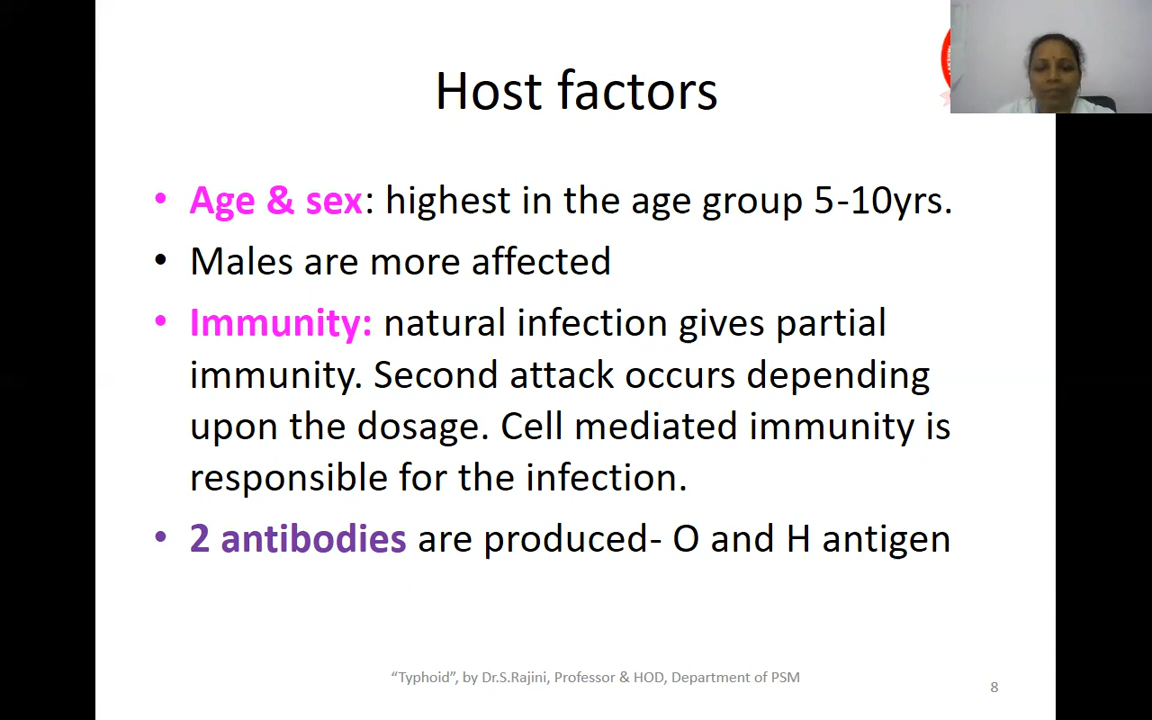 Host factors
• Age & sex: highest in the age group 5-10yrs.
• Males are more affected
• Immunity: natural infection gives partial
immunity. Second attack occurs depending
upon the dosage. Cell mediated immunity is
responsible for the infection.
• 2 antibodies are produced- O and H antigen
“Typhoid”, by Dr.S.Rajini, Professor & HOD, Department of PSM
8